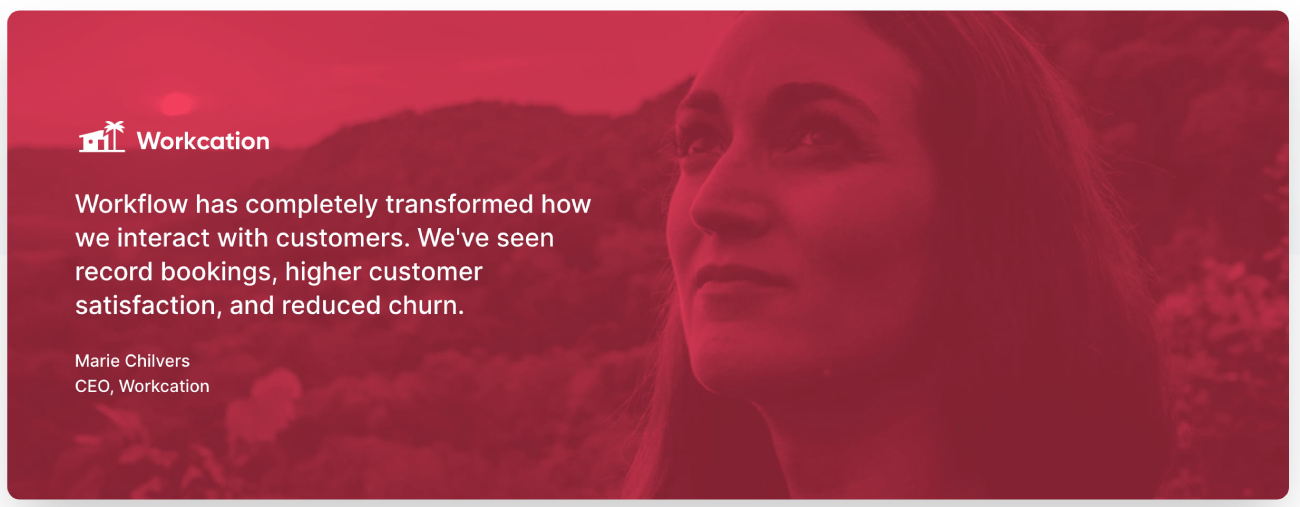 Workcation
Workflow has completely transformed how
we interact with customers. We've seen
record bookings, higher customer
satisfaction, and reduced churn.
Marie Chilvers
CEO, Workcation